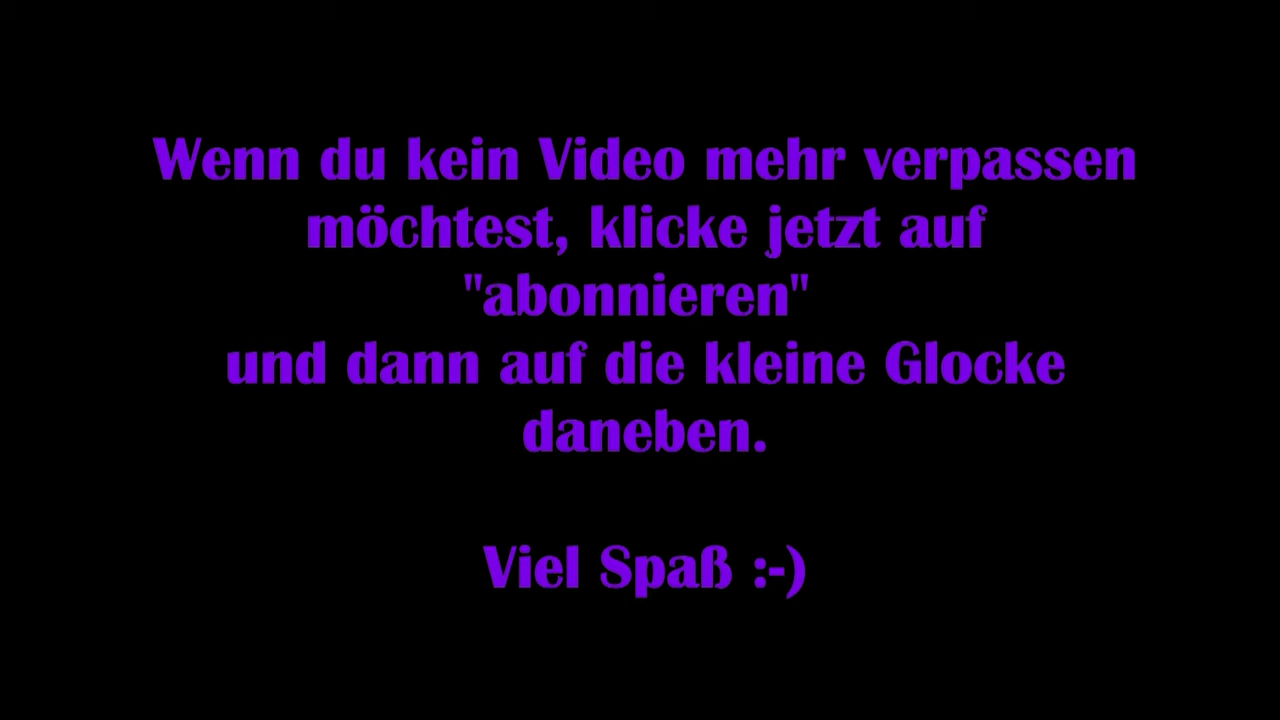 Wenn du kein Video mehr verpassen
möchtest, klicke jetzt auf
"abonnieren"
und dann auf die kleine Glocke
daneben.
Viel Spaß :-)